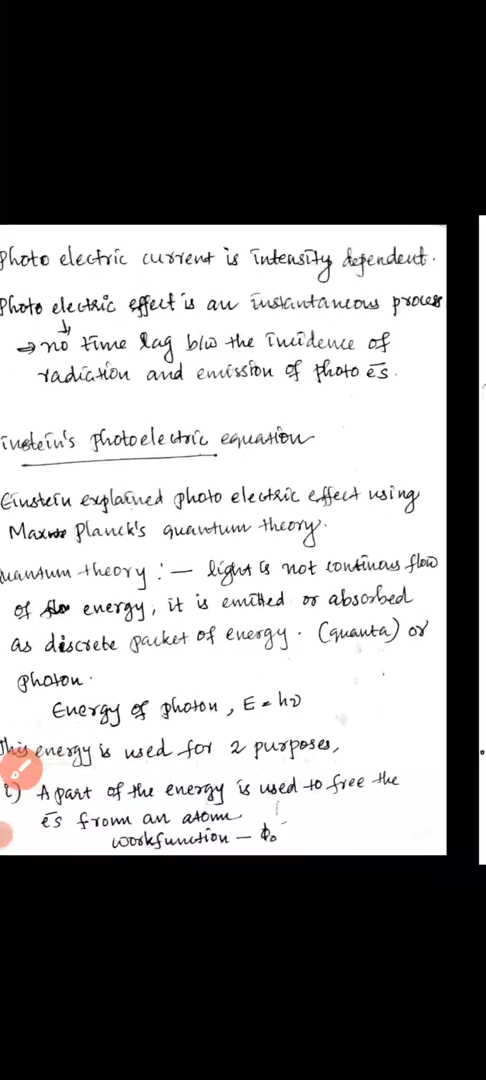 Photo electric current is intensity dependent.
Photo electric effect is an instantaneous process
⇒ no time lag b/w the incidence of
radiation and emission of photo e̅s.
instein's photoelectric equation
Einstein explained photo electric effect using
Max Planck's quantum theory.
uantum theory :— light is not continous flow
of energy, it is emitted or absorbed
as discrete packet of energy. (quanta) or
photon.
Energy of photon, E = hν
This energy is used for 2 purposes,
i) A part of the energy is used to free the
e̅s from an atom
workfunction – ϕ₀